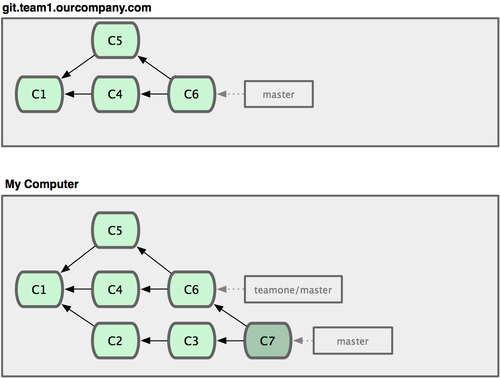 git.team1.ourcompany.com
C5
C1
C4
C6
master
My Computer
C5
C1
C4
C6
teamone/master
C2
C3
C7
master